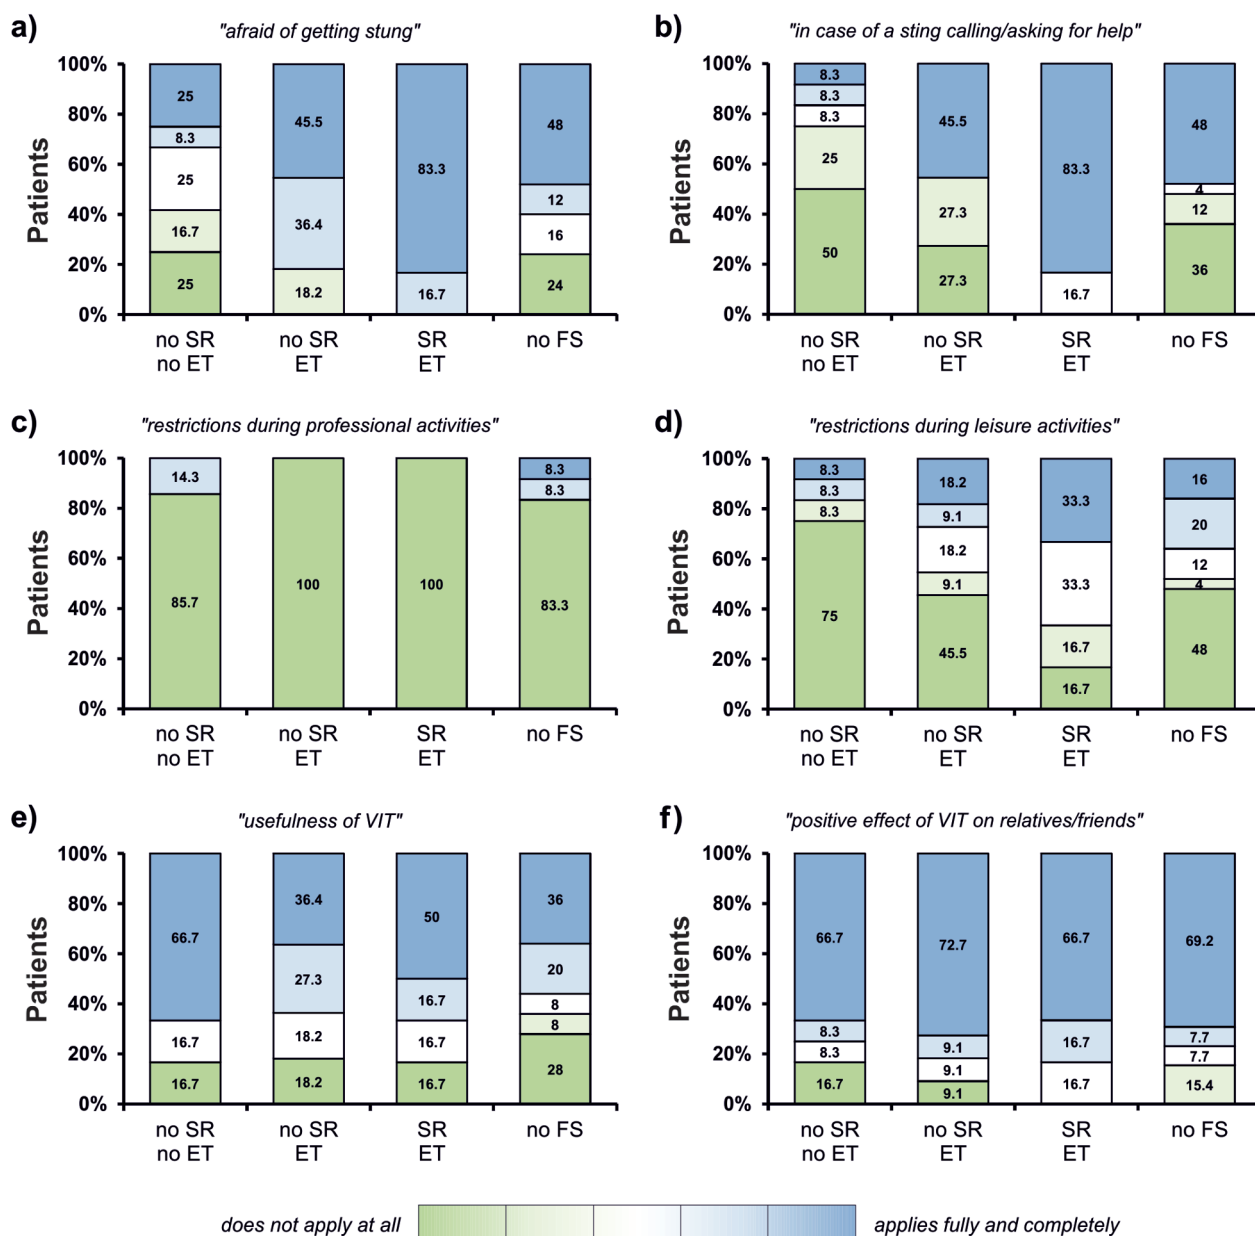 a)
"afraid of getting stung"
Patients
100%
80%
60%
40%
20%
0%
25
8.3
25
16.7
25
45.5
36.4
18.2
83.3
16.7
48
12
16
24
no SR
no ET
no SR
ET
SR
ET
no FS
b)
"in case of a sting calling/asking for help"
Patients
100%
80%
60%
40%
20%
0%
8.3
8.3
8.3
25
50
45.5
27.3
27.3
83.3
16.7
48
4
12
36
no SR
no ET
no SR
ET
SR
ET
no FS
c)
"restrictions during professional activities"
Patients
100%
80%
60%
40%
20%
0%
14.3
85.7
100
100
8.3
8.3
83.3
no SR
no ET
no SR
ET
SR
ET
no FS
d)
"restrictions during leisure activities"
Patients
100%
80%
60%
40%
20%
0%
8.3
8.3
8.3
75
18.2
9.1
18.2
9.1
45.5
33.3
33.3
16.7
16.7
16
20
12
4
48
no SR
no ET
no SR
ET
SR
ET
no FS
e)
"usefulness of VIT"
Patients
100%
80%
60%
40%
20%
0%
66.7
16.7
16.7
36.4
27.3
18.2
18.2
50
16.7
16.7
16.7
36
20
8
8
28
no SR
no ET
no SR
ET
SR
ET
no FS
f)
"positive effect of VIT on relatives/friends"
Patients
100%
80%
60%
40%
20%
0%
66.7
8.3
8.3
16.7
72.7
9.1
9.1
9.1
66.7
16.7
16.7
69.2
7.7
7.7
15.4
no SR
no ET
no SR
ET
SR
ET
no FS
does not apply at all
applies fully and completely